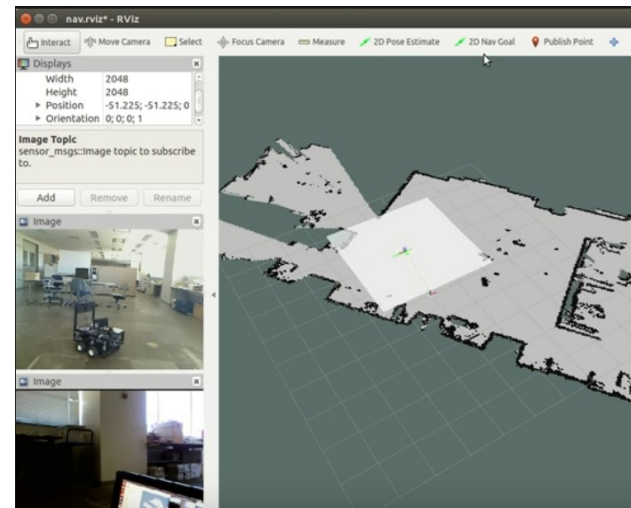 nav.rviz* - RViz
Interact Move Camera Select Focus Camera Measure 2D Pose Estimate 2D Nav Goal Publish Point
Displays
Width 2048
Height 2048
Position -51.225; -51.225; 0
Orientation 0; 0; 0; 1
Image Topic
sensor_msgs::Image topic to subscribe
to.
Add Remove Rename
Image
Image